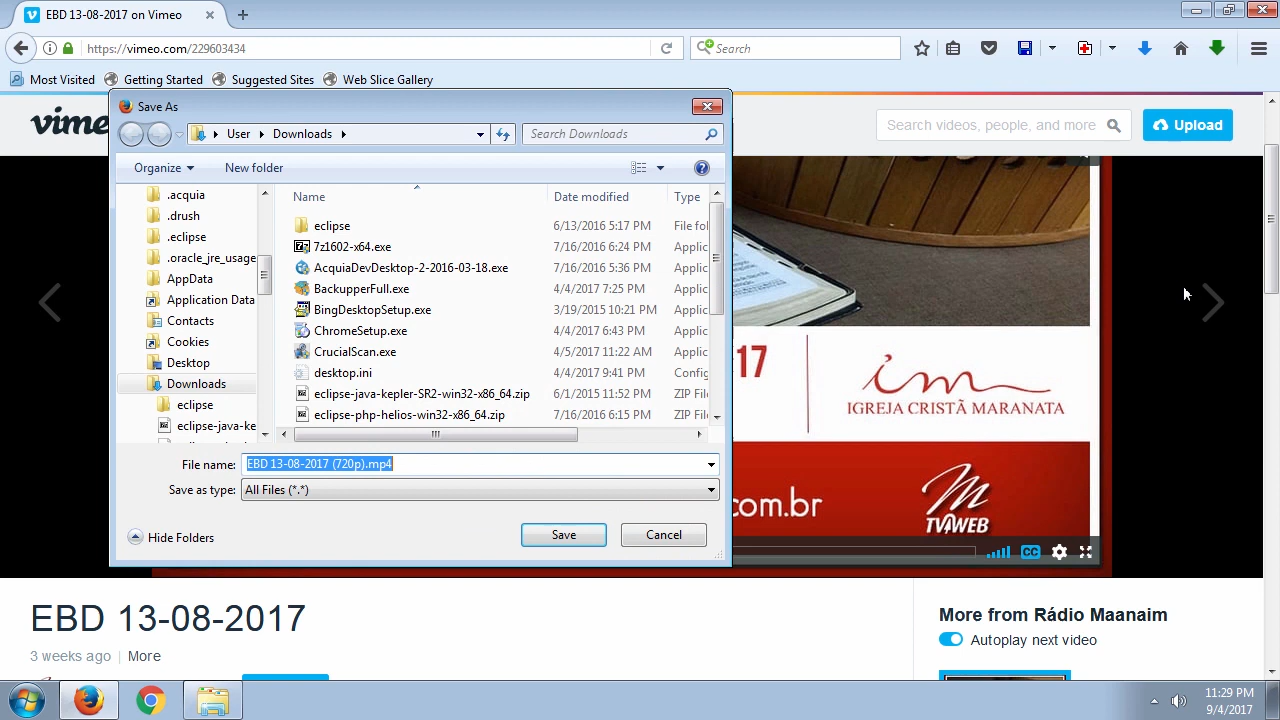 EBD 13-08-2017 on Vimeo
https://vimeo.com/229603434
Search
Most Visited
Getting Started
Suggested Sites
Web Slice Gallery
Save As
User
Downloads
Search Downloads
Organize
New folder
Search videos, people, and more
Upload
.acquia
.drush
.eclipse
.oracle_jre_usage
AppData
Application Data
Contacts
Cookies
Desktop
Downloads
eclipse
eclipse-java-ke
Name Date modified Type
eclipse 6/13/2016 5:17 PM File fol
7z1602-x64.exe 7/16/2016 6:24 PM Applic
AcquiaDevDesktop-2-2016-03-18.exe 7/16/2016 5:36 PM Applic
BackupperFull.exe 4/4/2017 7:25 PM Applic
BingDesktopSetup.exe 3/19/2015 10:21 PM Applic
ChromeSetup.exe 4/4/2017 6:43 PM Applic
CrucialScan.exe 4/5/2017 11:22 AM Applic
desktop.ini 4/4/2017 9:41 PM Config
eclipse-java-kepler-SR2-win32-x86_64.zip 6/1/2015 11:52 PM ZIP Fil
eclipse-php-helios-win32-x86_64.zip 7/16/2016 6:15 PM ZIP Fil
File name: EBD 13-08-2017 (720p).mp4
Save as type: All Files (*.*)
Hide Folders
Save
Cancel
vime
17
im
IGREJA CRISTÃ MARANATA
.com.br
TV WEB
CC
EBD 13-08-2017
3 weeks ago | More
More from Rádio Maanaim
Autoplay next video
11:29 PM
9/4/2017